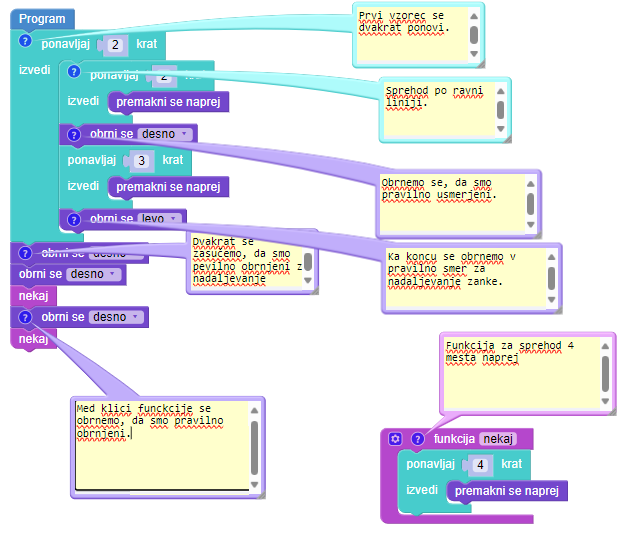 Program
? ponavljaj 2 krat
izvedi
? ponavljaj 2 krat
izvedi premakni se naprej
? obrni se desno
ponavljaj 3 krat
izvedi premakni se naprej
? obrni se levo
? obrni se desno
obrni se desno
nekaj
? obrni se desno
nekaj
Prvi vzorec se
dvakrat ponovi.
Sprehod po ravni
liniji.
Obrnemo se, da smo
pravilno usmerjeni.
Dvakrat se
zasučemo, da smo
pevilno obrnjeni z
nadaljevanje
Ka koncu se obrnemo v
pravilno smer za
nadaljevanje zanke.
Med klici funckcije se
obrnemo, da smo pravilno
obrnjeni.
Funkcija za sprehod 4
mesta naprej
? funkcija nekaj
ponavljaj 4 krat
izvedi premakni se naprej